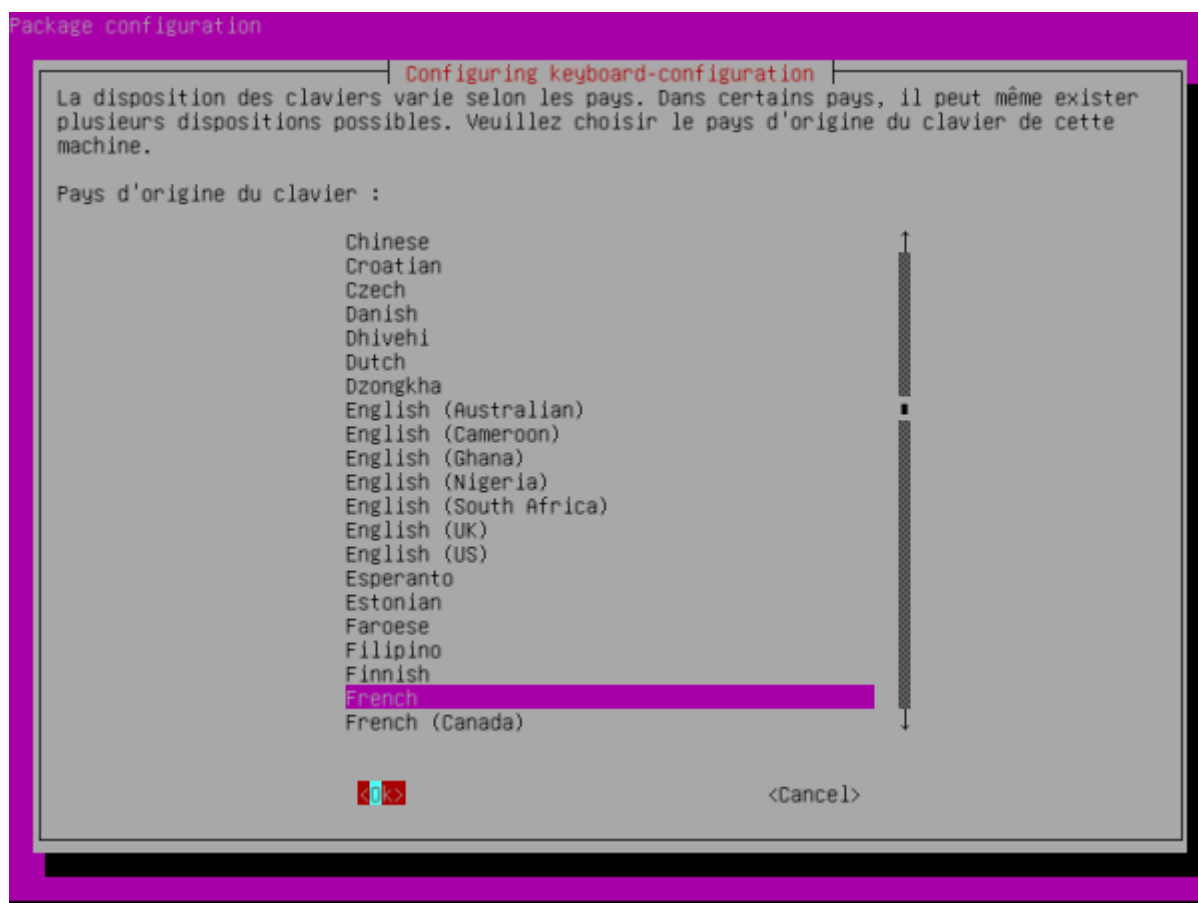 Package configuration
Configuring keyboard-configuration
La disposition des claviers varie selon les pays. Dans certains pays, il peut même exister
plusieurs dispositions possibles. Veuillez choisir le pays d'origine du clavier de cette
machine.
Pays d'origine du clavier :
Chinese
Croatian
Czech
Danish
Dhivehi
Dutch
Dzongkha
English (Australian)
English (Cameroon)
English (Ghana)
English (Nigeria)
English (South Africa)
English (UK)
English (US)
Esperanto
Estonian
Faroese
Filipino
Finnish
French
French (Canada)
<Ok> <Cancel>